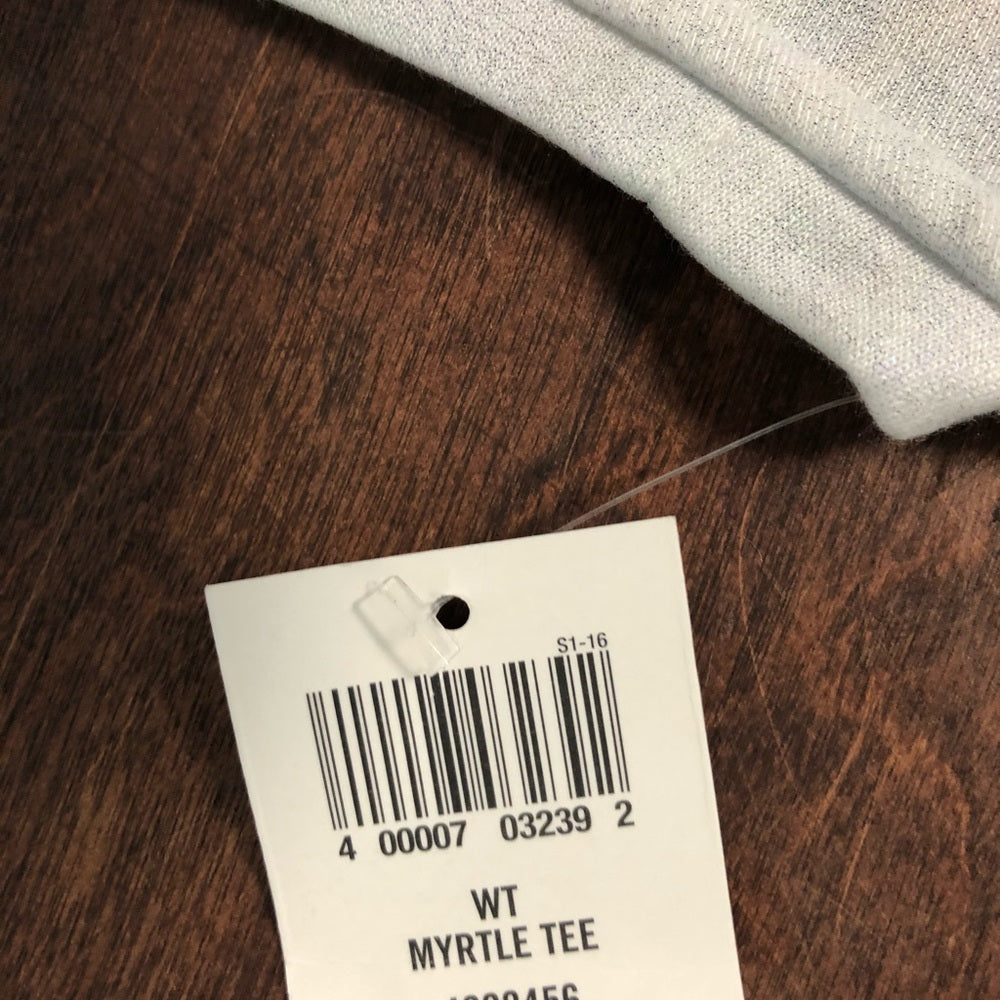 S1-16
4 00007 03239 2
WT
MYRTLE TEE